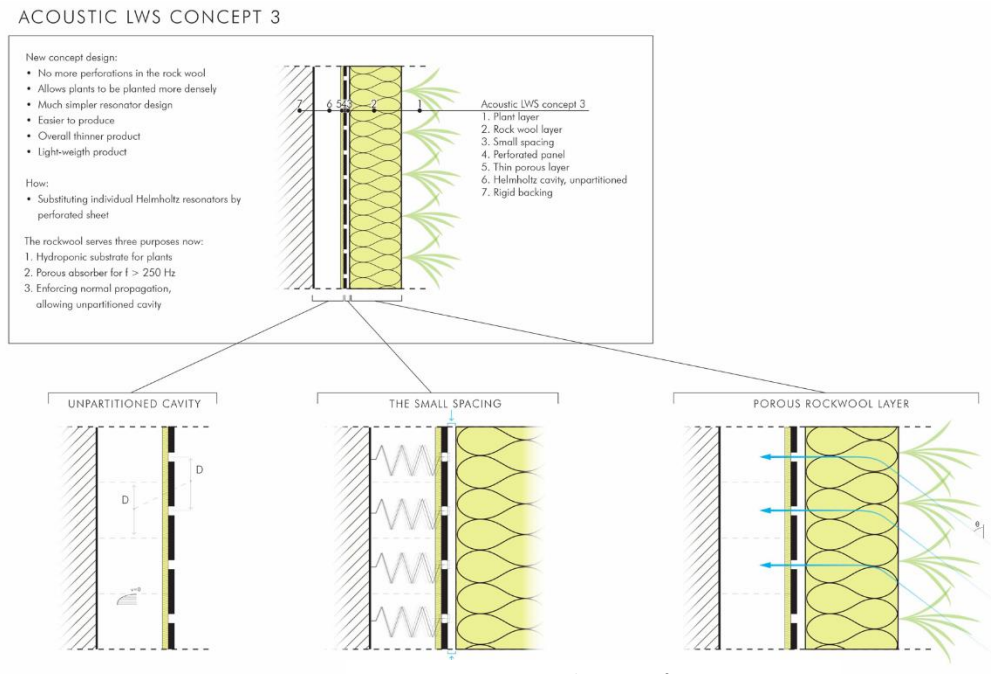 ACOUSTIC LWS CONCEPT 3
New concept design:
• No more perforations in the rock wool
• Allows plants to be planted more densely
• Much simpler resonator design
• Easier to produce
• Overall thinner product
• Light-weigth product
How:
• Substituting individual Helmholtz resonators by
perforated sheet
The rockwool serves three purposes now:
1. Hydroponic substrate for plants
2. Porous absorber for f > 250 Hz
3. Enforcing normal propagation,
allowing unpartitioned cavity
7 6 5 4 3 2 1
Acoustic LWS concept 3
1. Plant layer
2. Rock wool layer
3. Small spacing
4. Perforated panel
5. Thin porous layer
6. Helmholtz cavity, unpartitioned
7. Rigid backing
UNPARTITIONED CAVITY
D
D
THE SMALL SPACING
POROUS ROCKWOOL LAYER
θ